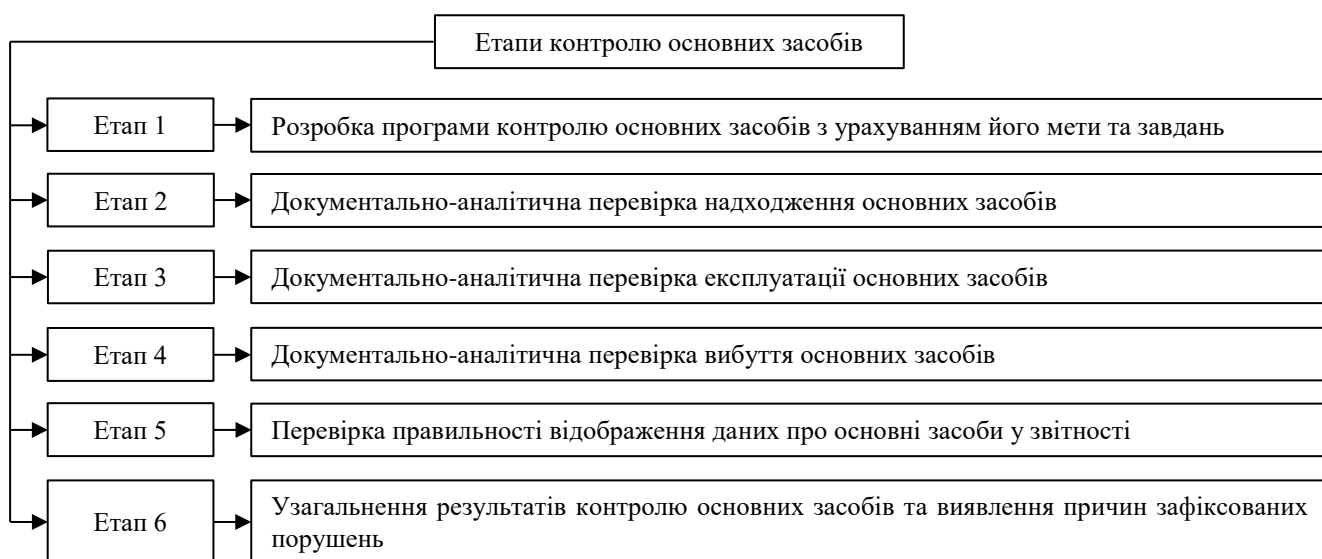 Етапи контролю основних засобів
Етап 1
Розробка програми контролю основних засобів з урахуванням його мети та завдань
Етап 2
Документально-аналітична перевірка надходження основних засобів
Етап 3
Документально-аналітична перевірка експлуатації основних засобів
Етап 4
Документально-аналітична перевірка вибуття основних засобів
Етап 5
Перевірка правильності відображення даних про основні засоби у звітності
Етап 6
Узагальнення результатів контролю основних засобів та виявлення причин зафіксованих
порушень